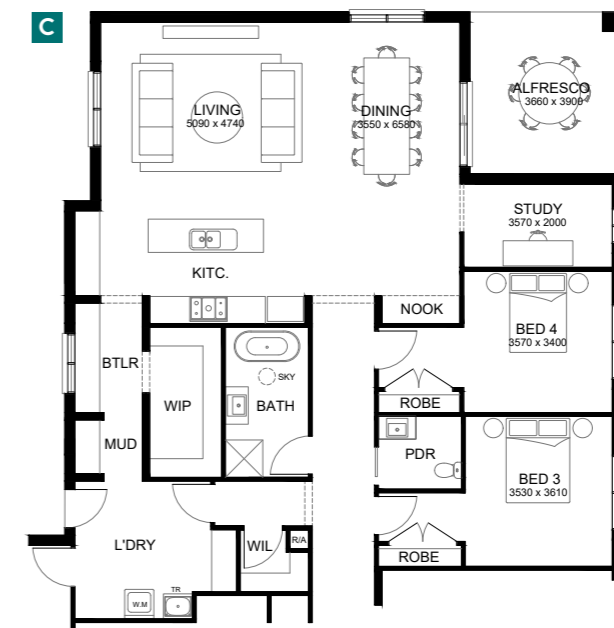 C
LIVING
5090 x 4740
DINING
3550 x 6580
ALFRESCO
3660 x 3900
STUDY
3570 x 2000
KITC.
NOOK
BED 4
3570 x 3400
BTLR
WIP
SKY
BATH
ROBE
MUD
PDR
BED 3
3530 x 3610
L'DRY
WIL
R/A
ROBE
TR
W.M